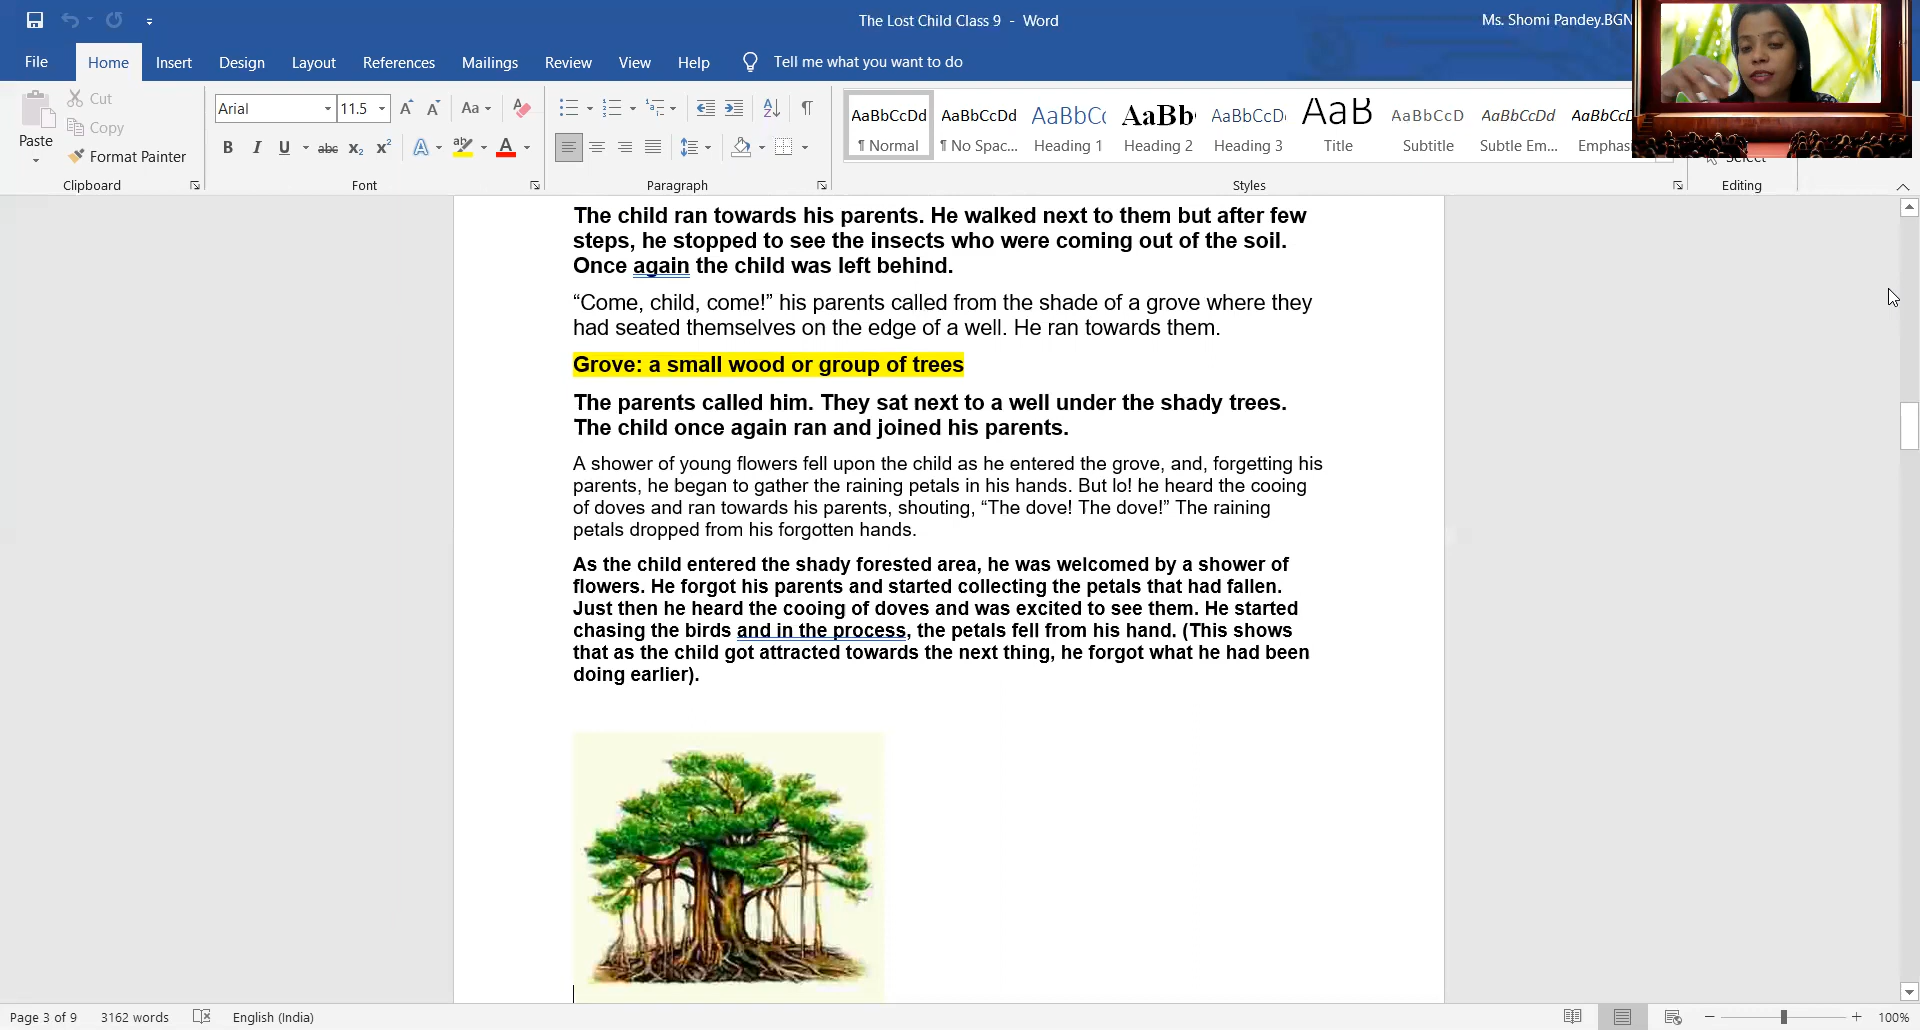 The Lost Child Class 9 - Word
Ms. Shomi Pandey.BGN
File Home Insert Design Layout References Mailings Review View Help Tell me what you want to do
Paste
Cut
Copy
Format Painter
Clipboard
Arial 11.5
Font
Paragraph
AaBbCcDd AaBbCcDd AaBbCc AaBb AaBbCcD AaB AaBbCcD AaBbCcDd
¶ Normal ¶ No Spac... Heading 1 Heading 2 Heading 3 Title Subtitle Subtle Em...
Styles
Select
Editing
The child ran towards his parents. He walked next to them but after few
steps, he stopped to see the insects who were coming out of the soil.
Once again the child was left behind.
“Come, child, come!” his parents called from the shade of a grove where they
had seated themselves on the edge of a well. He ran towards them.
Grove: a small wood or group of trees
The parents called him. They sat next to a well under the shady trees.
The child once again ran and joined his parents.
A shower of young flowers fell upon the child as he entered the grove, and, forgetting his
parents, he began to gather the raining petals in his hands. But lo! he heard the cooing
of doves and ran towards his parents, shouting, “The dove! The dove!” The raining
petals dropped from his forgotten hands.
As the child entered the shady forested area, he was welcomed by a shower of
flowers. He forgot his parents and started collecting the petals that had fallen.
Just then he heard the cooing of doves and was excited to see them. He started
chasing the birds and in the process, the petals fell from his hand. (This shows
that as the child got attracted towards the next thing, he forgot what he had been
doing earlier).
Page 3 of 9 3162 words English (India) 100%